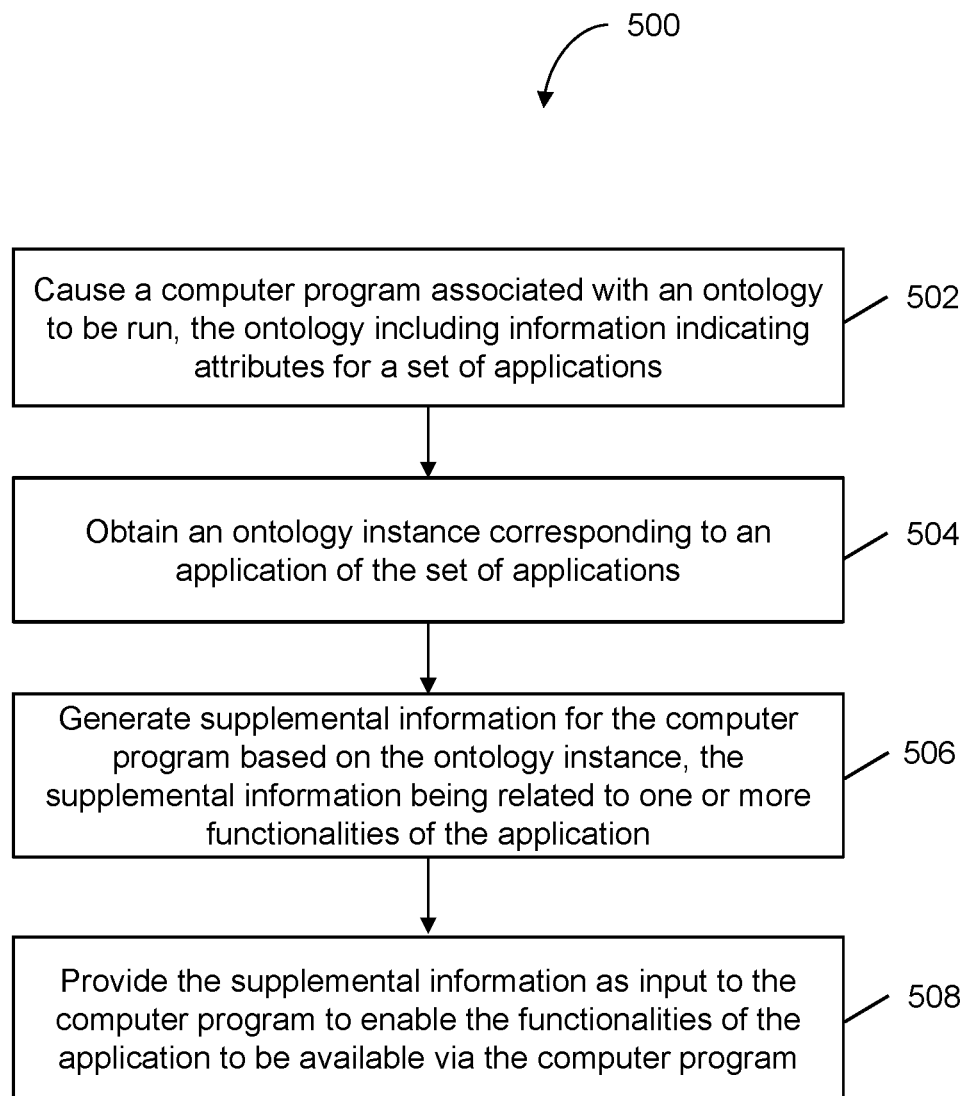 500
Cause a computer program associated with an ontology
to be run, the ontology including information indicating
attributes for a set of applications
502
Obtain an ontology instance corresponding to an
application of the set of applications
504
Generate supplemental information for the computer
program based on the ontology instance, the
supplemental information being related to one or more
functionalities of the application
506
Provide the supplemental information as input to the
computer program to enable the functionalities of the
application to be available via the computer program
508